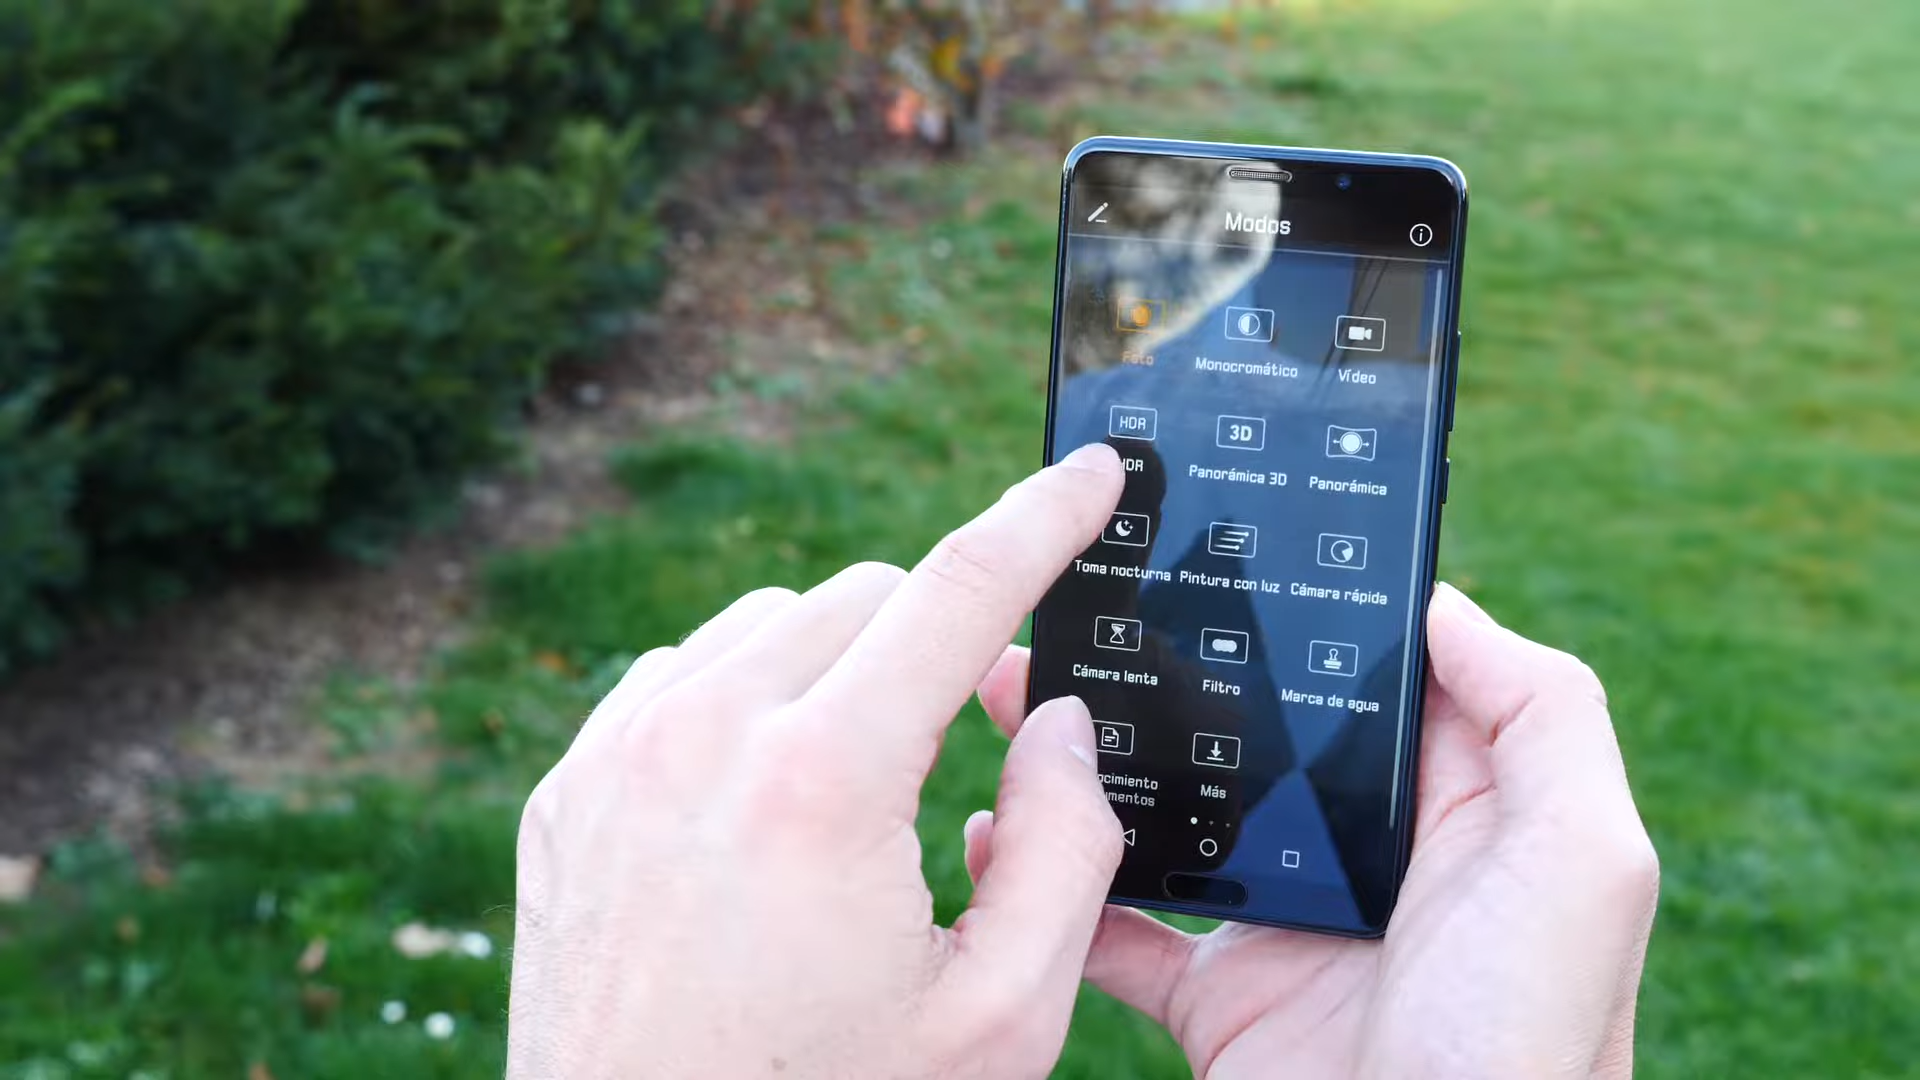 Modos
Foto
Monocromático
Vídeo
HDR
3D
HDR
Panorámica 3D
Panorámica
Toma nocturna
Pintura con luz
Cámara rápida
Cámara lenta
Filtro
Marca de agua
Más